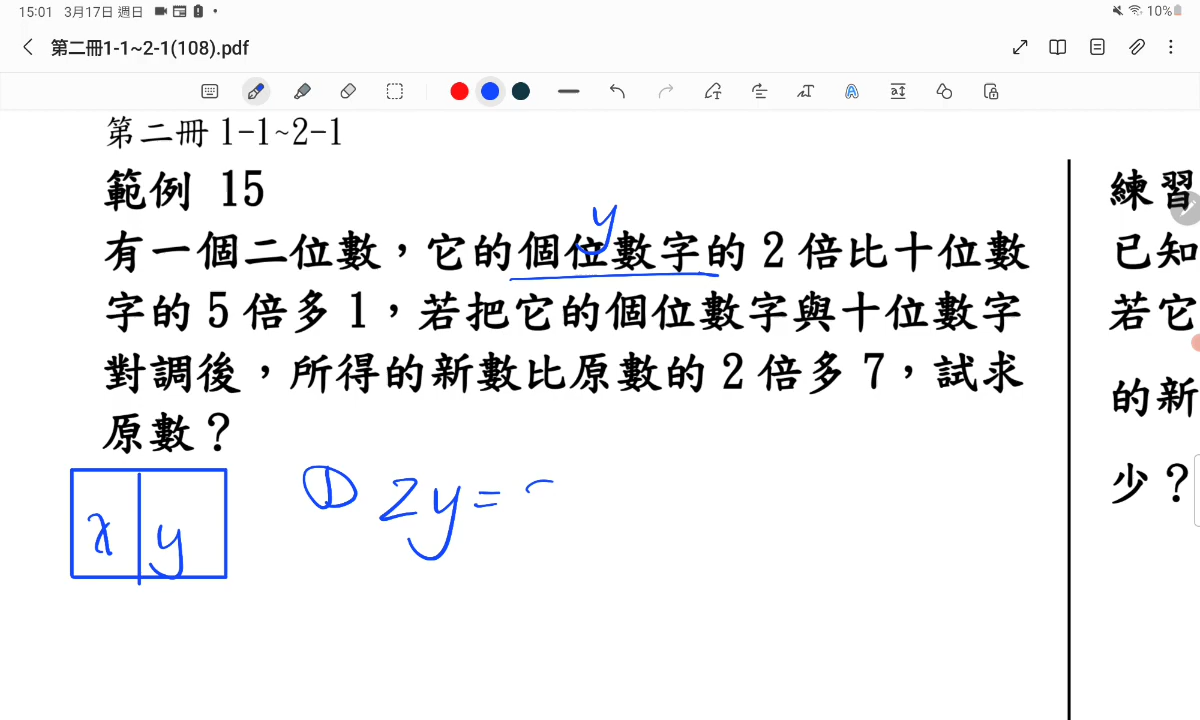 15:01 3月17日 週日
10%
第二冊1-1~2-1(108).pdf
第二冊 1-1~2-1
範例 15
y
有一個二位數，它的個位數字的 2 倍比十位數
字的 5 倍多 1，若把它的個位數字與十位數字
對調後，所得的新數比原數的 2 倍多 7，試求
原數？
x y
① 2y=
練習
已知
若它
的新
少？